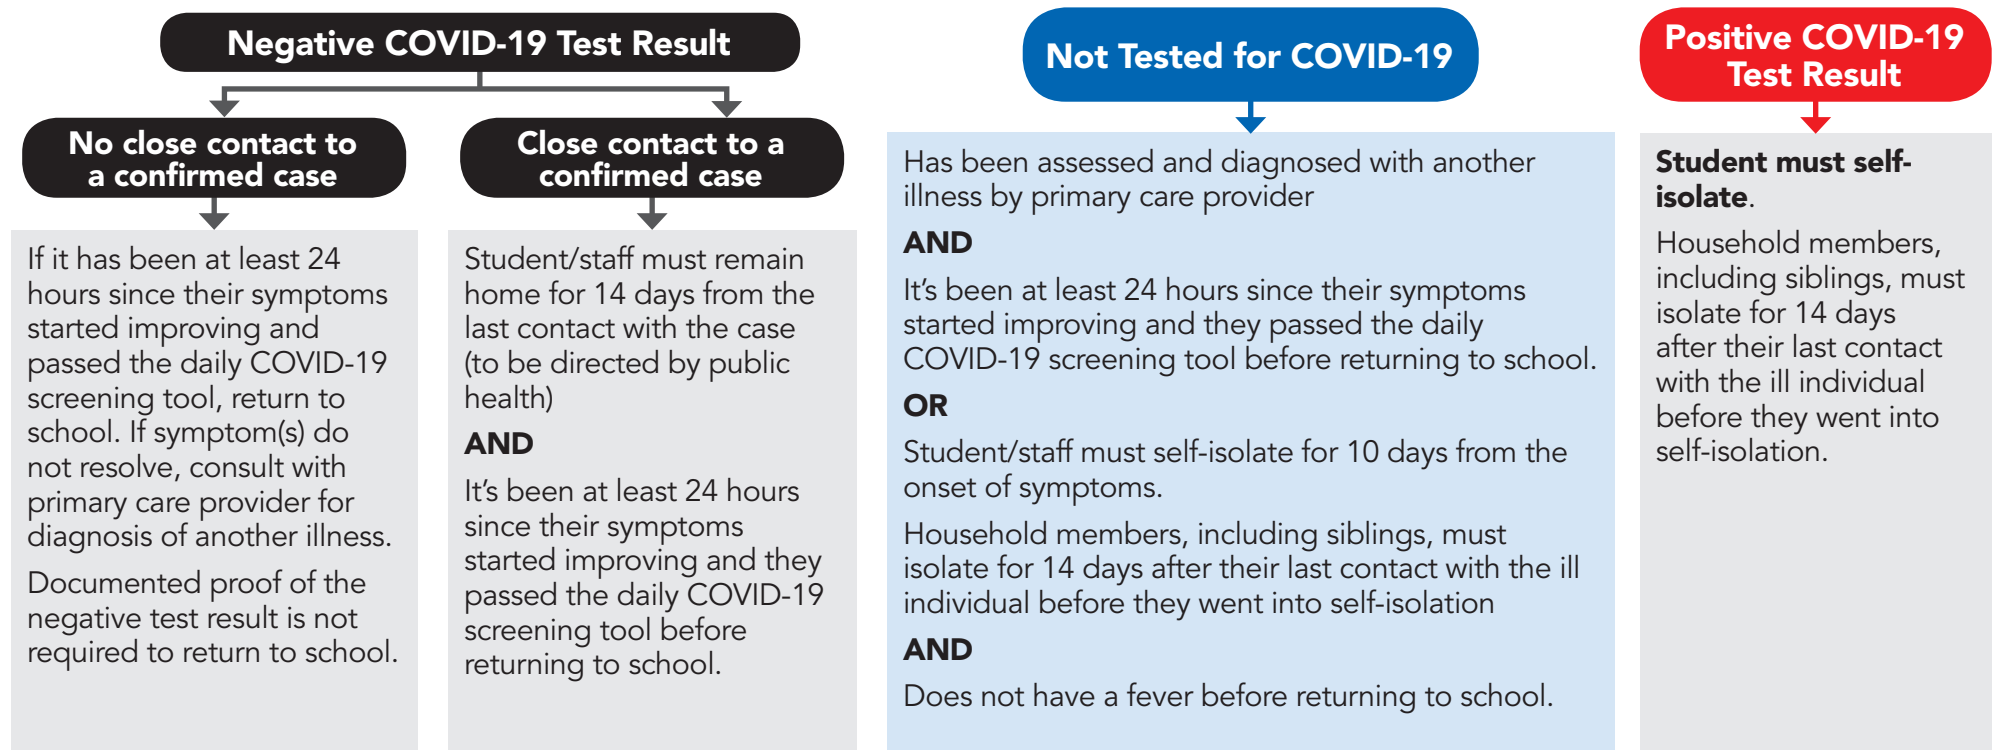 Negative COVID-19 Test Result
No close contact to
a confirmed case
If it has been at least 24
hours since their symptoms
started improving and
passed the daily COVID-19
screening tool, return to
school. If symptom(s) do
not resolve, consult with
primary care provider for
diagnosis of another illness.
Documented proof of the
negative test result is not
required to return to school.
Close contact to a
confirmed case
Student/staff must remain
home for 14 days from the
last contact with the case
(to be directed by public
health)
AND
It's been at least 24 hours
since their symptoms
started improving and they
passed the daily COVID-19
screening tool before
returning to school.
Not Tested for COVID-19
Has been assessed and diagnosed with another
illness by primary care provider
AND
It's been at least 24 hours since their symptoms
started improving and they passed the daily
COVID-19 screening tool before returning to school.
OR
Student/staff must self-isolate for 10 days from the
onset of symptoms.
Household members, including siblings, must
isolate for 14 days after their last contact with the ill
individual before they went into self-isolation
AND
Does not have a fever before returning to school.
Positive COVID-19
Test Result
Student must self-
isolate.
Household members,
including siblings, must
isolate for 14 days
after their last contact
with the ill individual
before they went into
self-isolation.